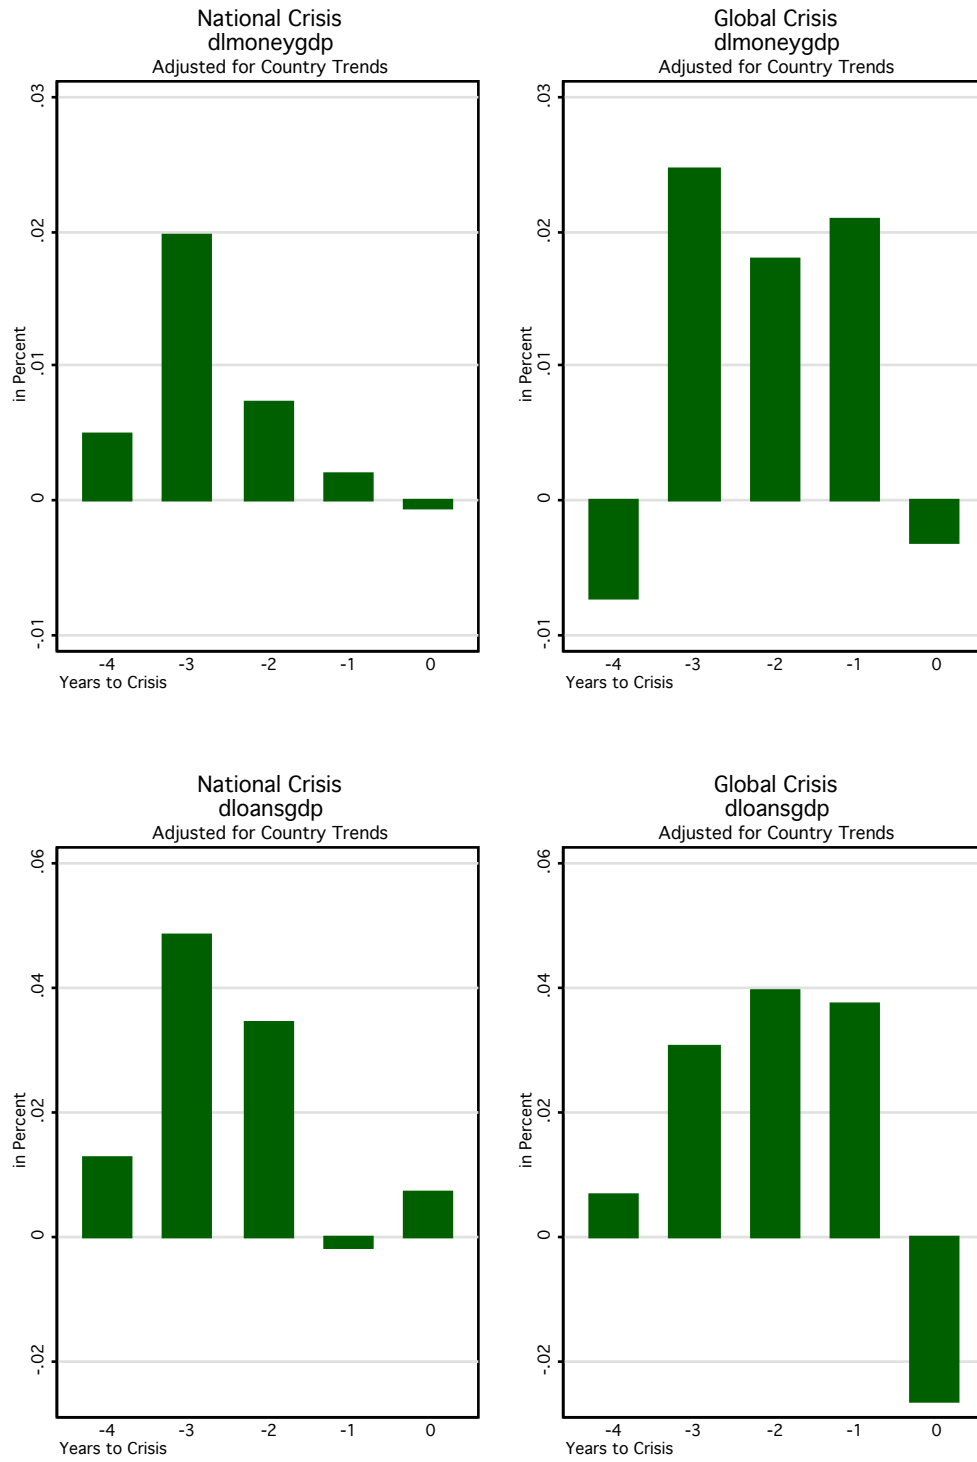 National Crisis
dlmoneygdp
Adjusted for Country Trends
in Percent
.03
.02
.01
0
-.01
-4 -3 -2 -1 0
Years to Crisis
Global Crisis
dlmoneygdp
Adjusted for Country Trends
in Percent
.03
.02
.01
0
-.01
-4 -3 -2 -1 0
Years to Crisis
National Crisis
dloansgdp
Adjusted for Country Trends
in Percent
.06
.04
.02
0
-.02
-4 -3 -2 -1 0
Years to Crisis
Global Crisis
dloansgdp
Adjusted for Country Trends
in Percent
.06
.04
.02
0
-.02
-4 -3 -2 -1 0
Years to Crisis